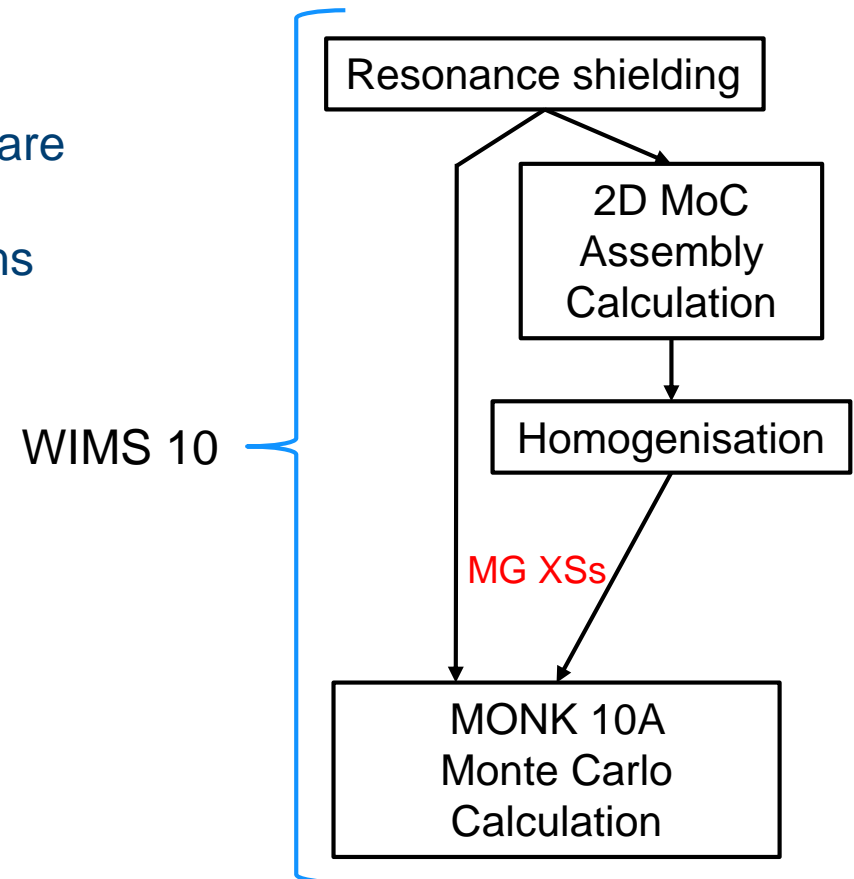 Resonance shielding
are
2D MoC
Assembly
Calculation
ns
WIMS 10
Homogenisation
MG XSs
MONK 10A
Monte Carlo
Calculation